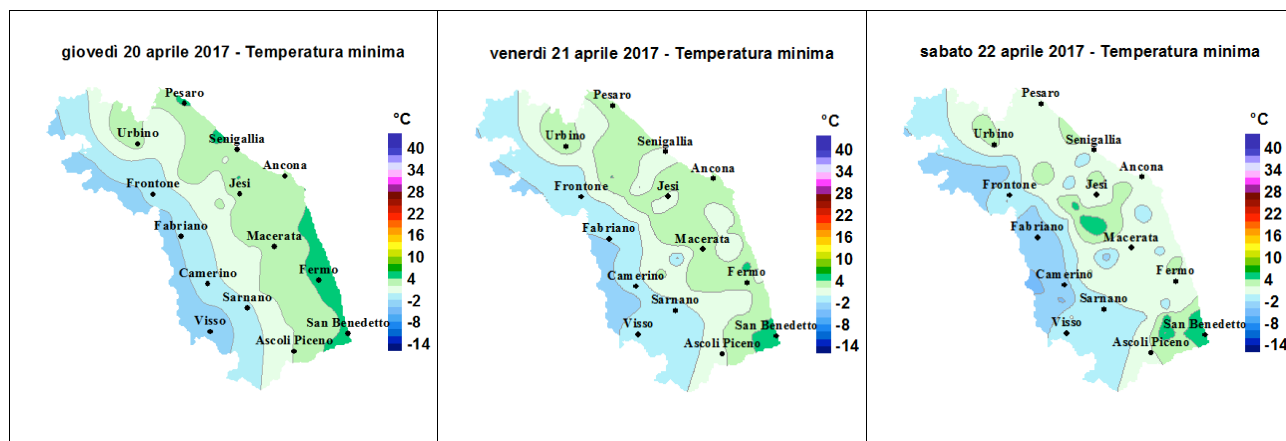 giovedì 20 aprile 2017 - Temperatura minima
Pesaro
°C
Urbino
Senigallia
40
Ancona
34
Frontone
Jesi
28
22
Fabriano
16
Macerata
10
Camerino
Fermo
4
Sarnano
-2
Visso
San Benedetto
-8
Ascoli Piceno
-14
venerdì 21 aprile 2017 - Temperatura minima
Pesaro
°C
Urbino
Senigallia
40
Ancona
34
Frontone
Jesi
28
22
Fabriano
16
Macerata
10
Camerino
Fermo
4
Sarnano
-2
Visso
San Benedetto
-8
Ascoli Piceno
-14
sabato 22 aprile 2017 - Temperatura minima
Pesaro
°C
Urbino
Senigallia
40
Ancona
34
Frontone
Jesi
28
22
Fabriano
16
Macerata
10
Camerino
Fermo
4
Sarnano
-2
Visso
San Benedetto
-8
Ascoli Piceno
-14